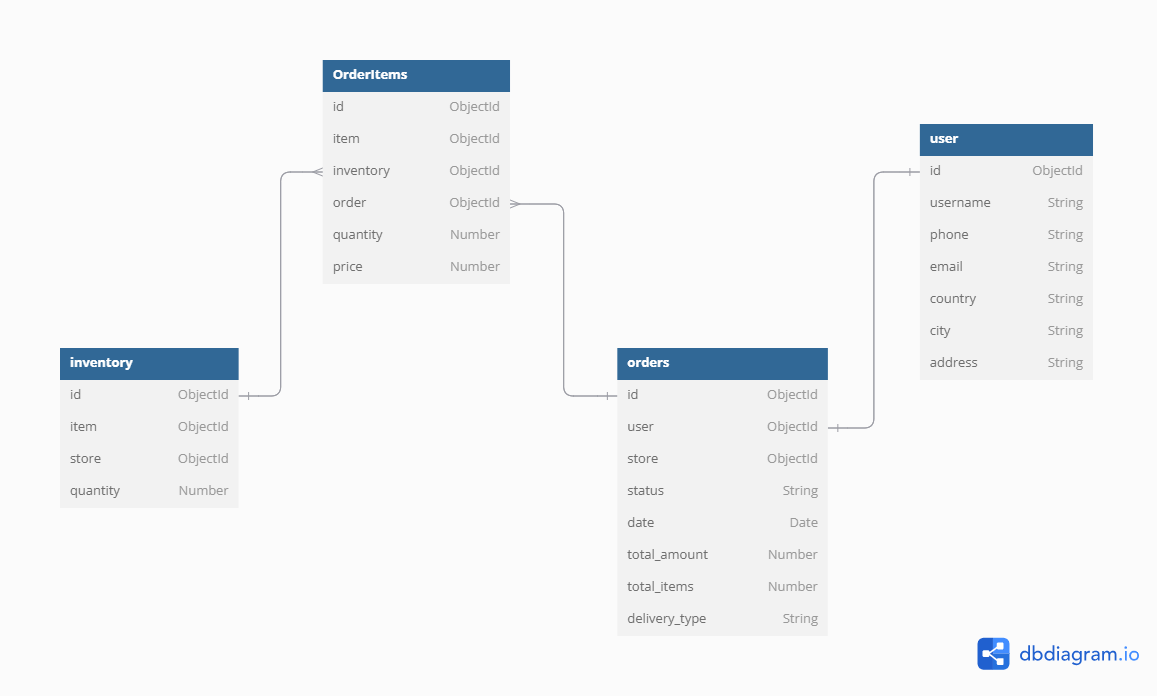 OrderItems
id ObjectId
item ObjectId
inventory ObjectId
order ObjectId
quantity Number
price Number
user
id ObjectId
username String
phone String
email String
country String
city String
address String
inventory
id ObjectId
item ObjectId
store ObjectId
quantity Number
orders
id ObjectId
user ObjectId
store ObjectId
status String
date Date
total_amount Number
total_items Number
delivery_type String
dbdiagram.io